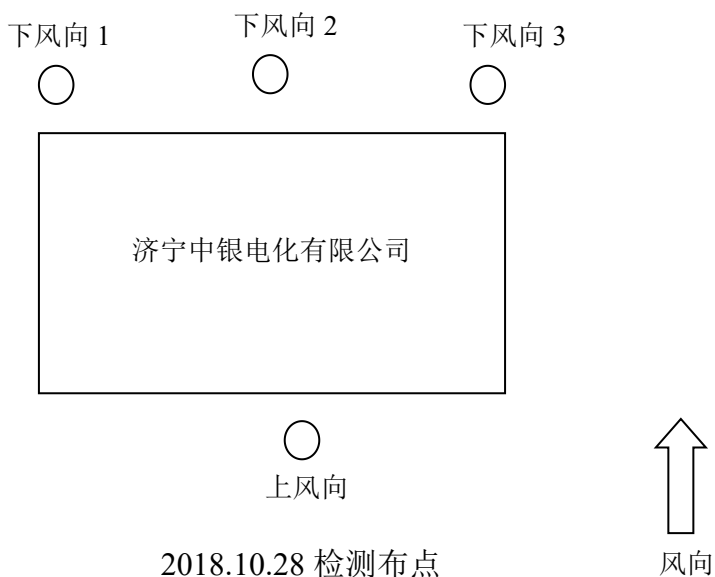 下风向 1
下风向 2
下风向 3
济宁中银电化有限公司
上风向
2018.10.28 检测布点
风向